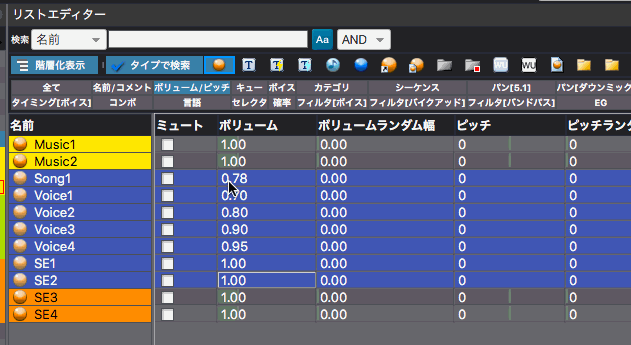 リストエディター
検索 名前 Aa AND
階層化表示 タイプで検索 T T T WU WU
全て 名前/コメント ボリューム/ピッチ キュー ボイス カテゴリ シーケンス パン[5.1] パン[ダウンミッ
タイミング[ボイス] コンボ 言語 セレクタ 確率 フィルタ[ボイス] フィルタ[バイクアッド] フィルタ[バンドパス] EG
名前 ミュート ボリューム ボリュームランダム幅 ピッチ ピッチラン
Music1 1.00 0.00 0 0
Music2 1.00 0.00 0 0
Song1 0.78 0.00 0 0
Voice1 0.70 0.00 0 0
Voice2 0.80 0.00 0 0
Voice3 0.90 0.00 0 0
Voice4 0.95 0.00 0 0
SE1 1.00 0.00 0 0
SE2 1.00 0.00 0 0
SE3 1.00 0.00 0 0
SE4 1.00 0.00 0 0